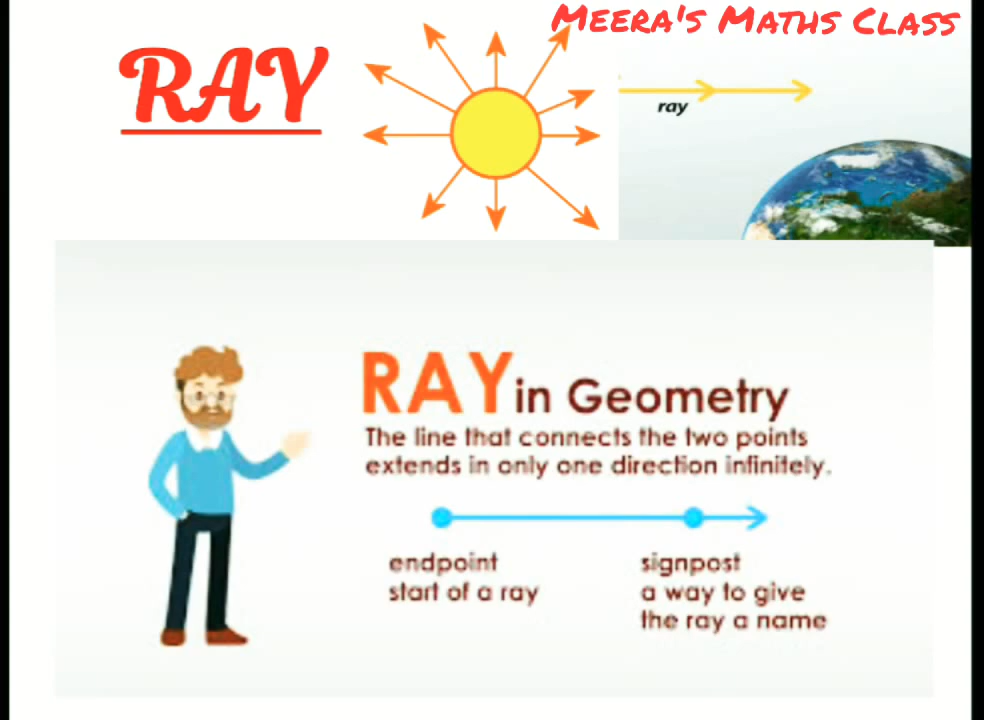 Meera's Maths Class
RAY
ray
RAY in Geometry
The line that connects the two points
extends in only one direction infinitely.
endpoint
start of a ray
signpost
a way to give
the ray a name